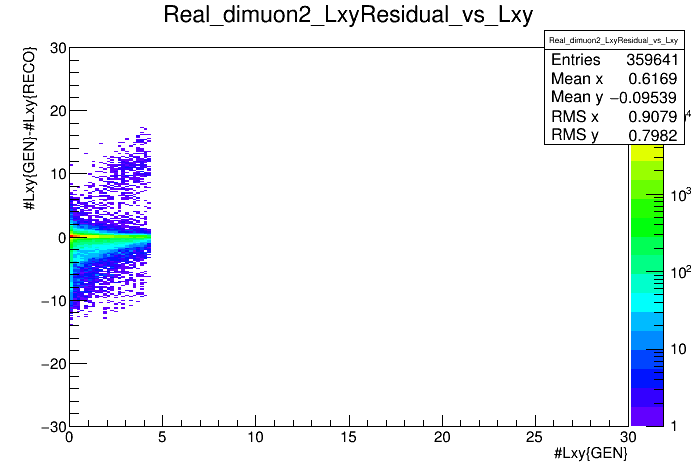 Real_dimuon2_LxyResidual_vs_Lxy
Real_dimuon2_LxyResidual_vs_Lxy
Entries 359641
Mean x 0.6169
Mean y −0.09539
RMS x 0.9079
RMS y 0.7982
#Lxy{GEN}-#Lxy{RECO}
30
20
10
0
−10
−20
−30
0 5 10 15 20 25 30
#Lxy{GEN}
4
10³
10²
10
1